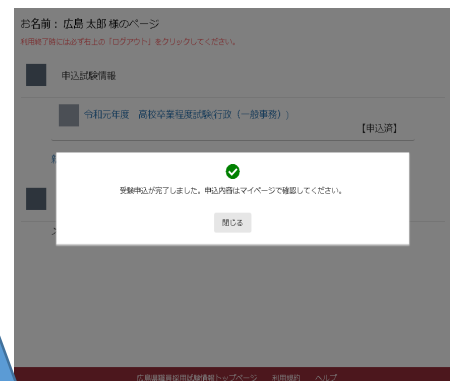 お名前： 広島 太郎 様のページ
利用終了時には必ず右上の「ログアウト」をクリックしてください。
申込試験情報
令和元年度　高校卒業程度試験(行政（一般事務）)
【申込済】
受験申込が完了しました。申込内容はマイページで確認してください。
閉じる
広島県職員採用試験情報トップページ　利用規約　ヘルプ